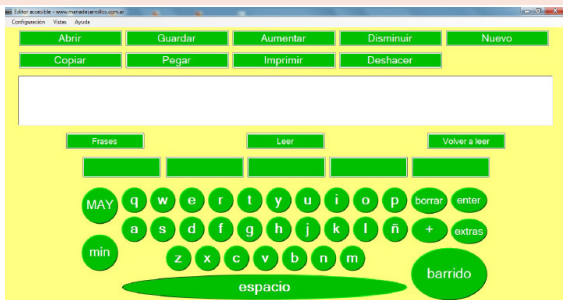 Editor accesible - www.manadesarrollos.com.ar
Configuración Vistas Ayuda
Abrir Guardar Aumentar Disminuir Nuevo
Copiar Pegar Imprimir Deshacer
Frases Leer Volver a leer
MAY q w e r t y u i o p borrar enter
a s d f g h j k l ñ + extras
min z x c v b n m barrido
espacio